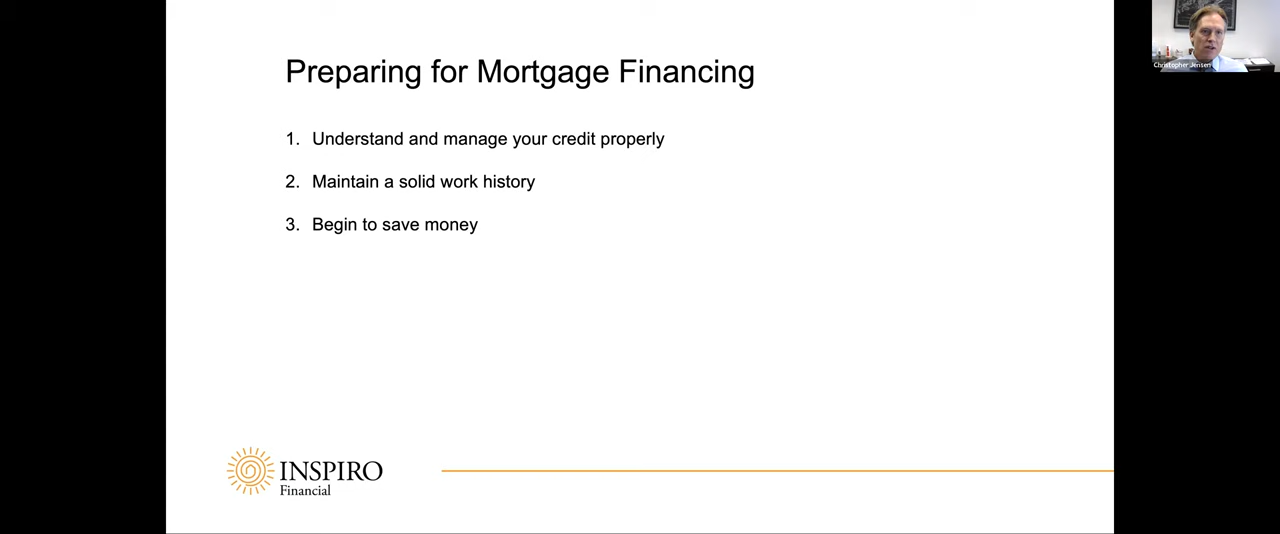 Preparing for Mortgage Financing
1. Understand and manage your credit properly
2. Maintain a solid work history
3. Begin to save money
INSPIRO
Financial
Christopher Jensen